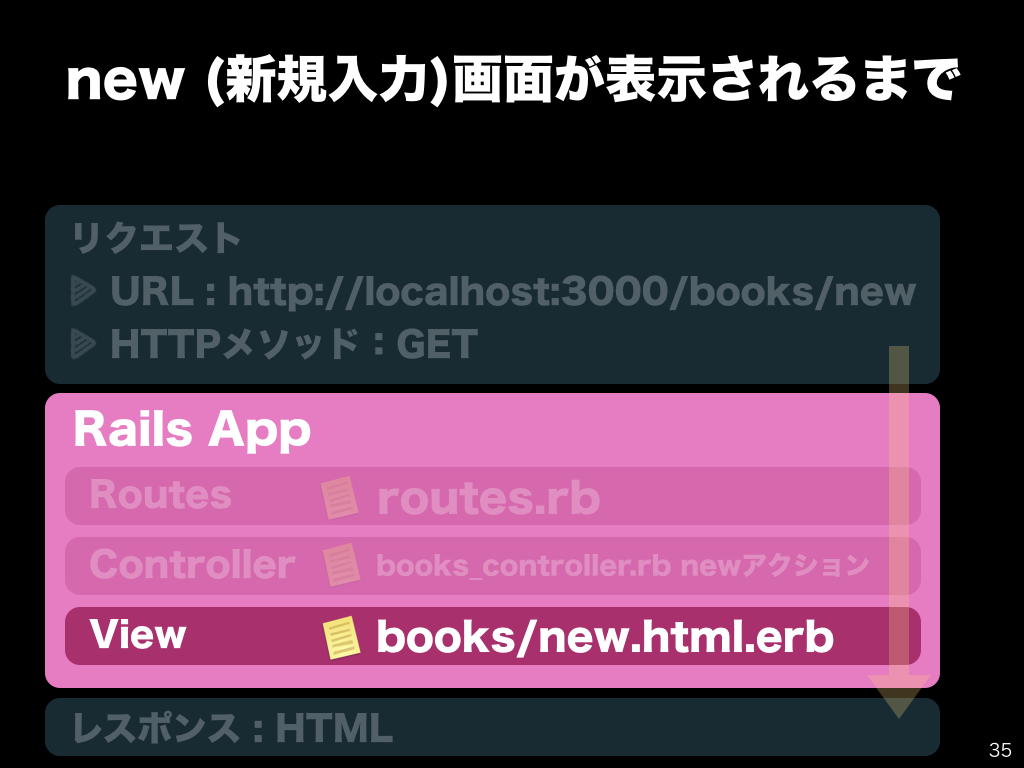 new (新規入力)画面が表示されるまで
リクエスト
URL : http://localhost:3000/books/new
HTTPメソッド：GET
Rails App
Routes routes.rb
Controller books_controller.rb newアクション
View books/new.html.erb
レスポンス : HTML
35